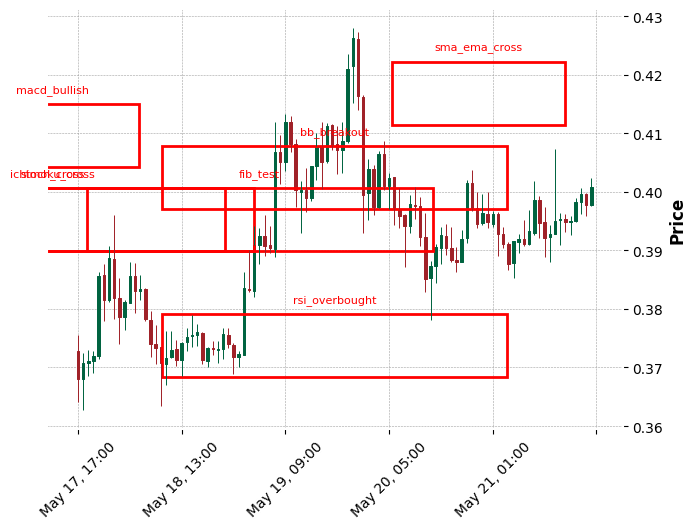 0.43
sma_ema_cross
0.42
macd_bullish
0.41
bb_breakout
fib_test
0.40
Price
0.39
0.38
rsi_overbought
0.37
0.36
May 17, 17:00
May 18, 13:00
May 19, 09:00
May 20, 05:00
May 21, 01:00